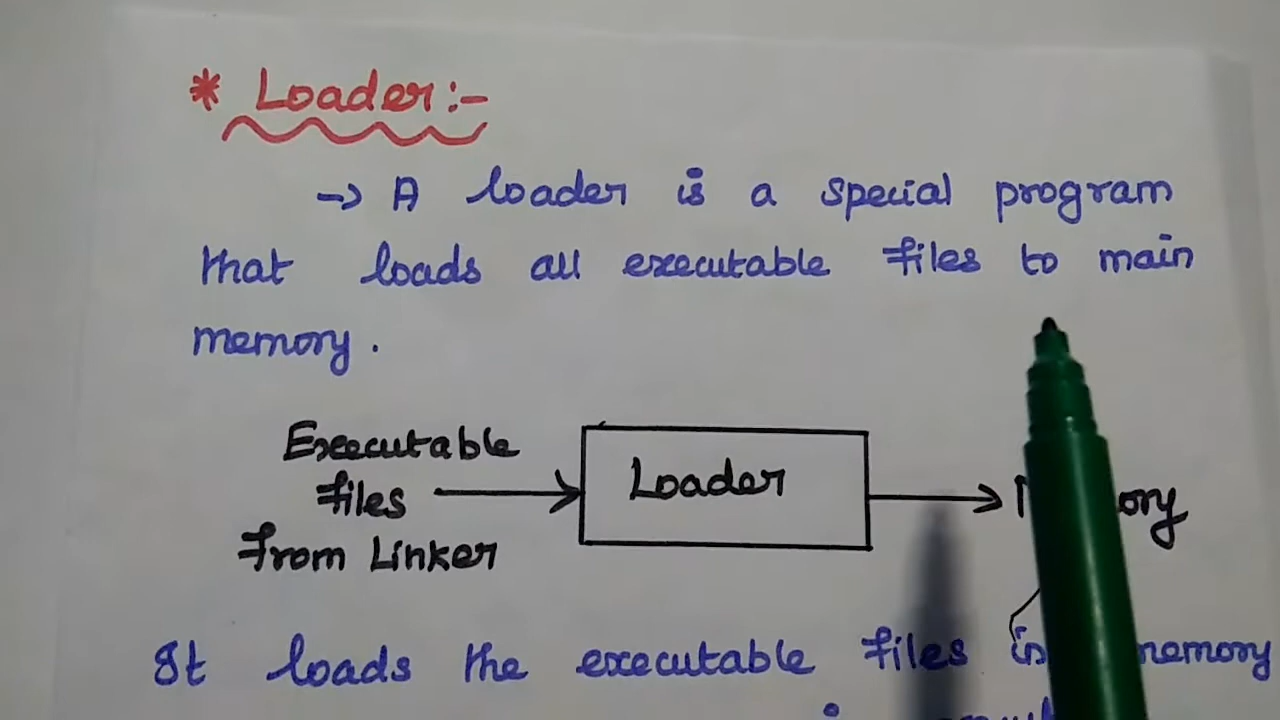 * Loader :-
→ A loader is a special program
that loads all executable files to main
memory.
Executable
files
from Linker
Loader
It loads the executable files memory